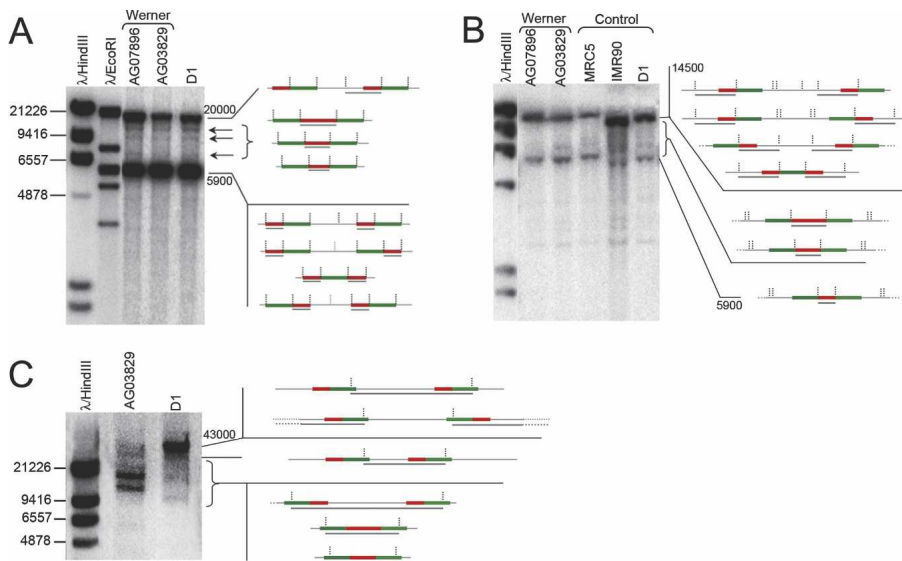 A
Werner
λ/HindIII
λ/EcoRI
AG07896
AG03829
D1
21226
9416
6557
4878
20000
5900
B
Werner
Control
λ/HindIII
AG07896
AG03829
MRC5
IMR90
D1
14500
5900
C
λ/HindIII
AG03829
D1
21226
9416
6557
4878
43000